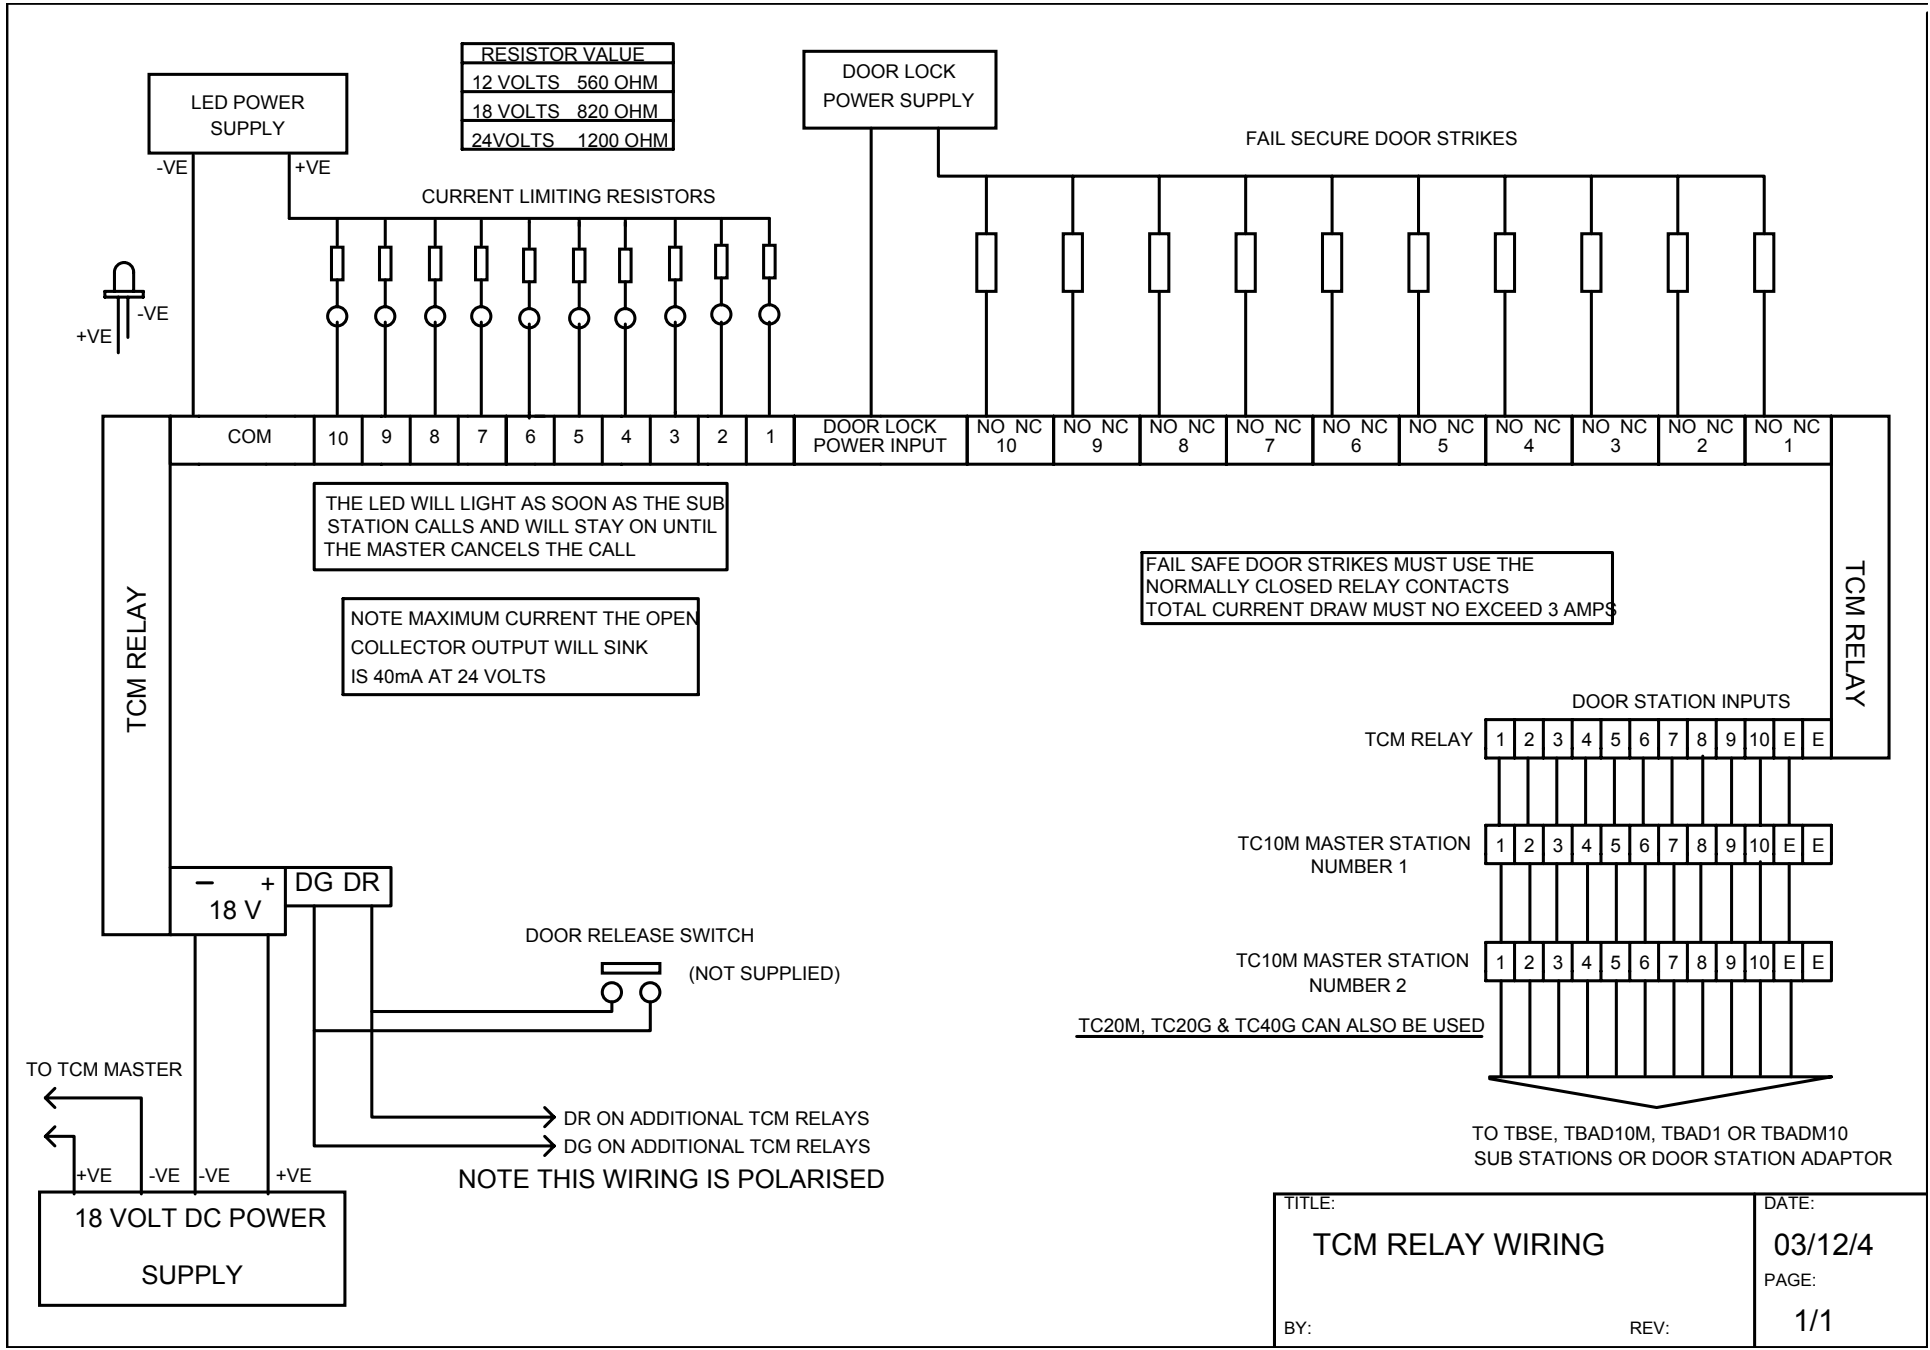 RESISTOR VALUE
12 VOLTS 560 OHM
18 VOLTS 820 OHM
24VOLTS 1200 OHM
LED POWER
SUPPLY
-VE
+VE
DOOR LOCK
POWER SUPPLY
FAIL SECURE DOOR STRIKES
CURRENT LIMITING RESISTORS
-VE
+VE
COM 10 9 8 7 6 5 4 3 2 1
DOOR LOCK
POWER INPUT
NO NC NO NC NO NC NO NC NO NC NO NC NO NC NO NC NO NC NO NC
10 9 8 7 6 5 4 3 2 1
TCM RELAY
THE LED WILL LIGHT AS SOON AS THE SUB
STATION CALLS AND WILL STAY ON UNTIL
THE MASTER CANCELS THE CALL
NOTE MAXIMUM CURRENT THE OPEN
COLLECTOR OUTPUT WILL SINK
IS 40mA AT 24 VOLTS
FAIL SAFE DOOR STRIKES MUST USE THE
NORMALLY CLOSED RELAY CONTACTS
TOTAL CURRENT DRAW MUST NO EXCEED 3 AMPS
TCM RELAY
DOOR STATION INPUTS
TCM RELAY 1 2 3 4 5 6 7 8 9 10 E E
TC10M MASTER STATION
NUMBER 1
1 2 3 4 5 6 7 8 9 10 E E
TC10M MASTER STATION
NUMBER 2
1 2 3 4 5 6 7 8 9 10 E E
TC20M, TC20G & TC40G CAN ALSO BE USED
TO TBSE, TBAD10M, TBAD1 OR TBADM10
SUB STATIONS OR DOOR STATION ADAPTOR
– +
18 V
DG DR
DOOR RELEASE SWITCH
(NOT SUPPLIED)
TO TCM MASTER
DR ON ADDITIONAL TCM RELAYS
DG ON ADDITIONAL TCM RELAYS
NOTE THIS WIRING IS POLARISED
+VE -VE -VE +VE
18 VOLT DC POWER
SUPPLY
TITLE:
TCM RELAY WIRING
BY: REV:
DATE:
03/12/4
PAGE:
1/1